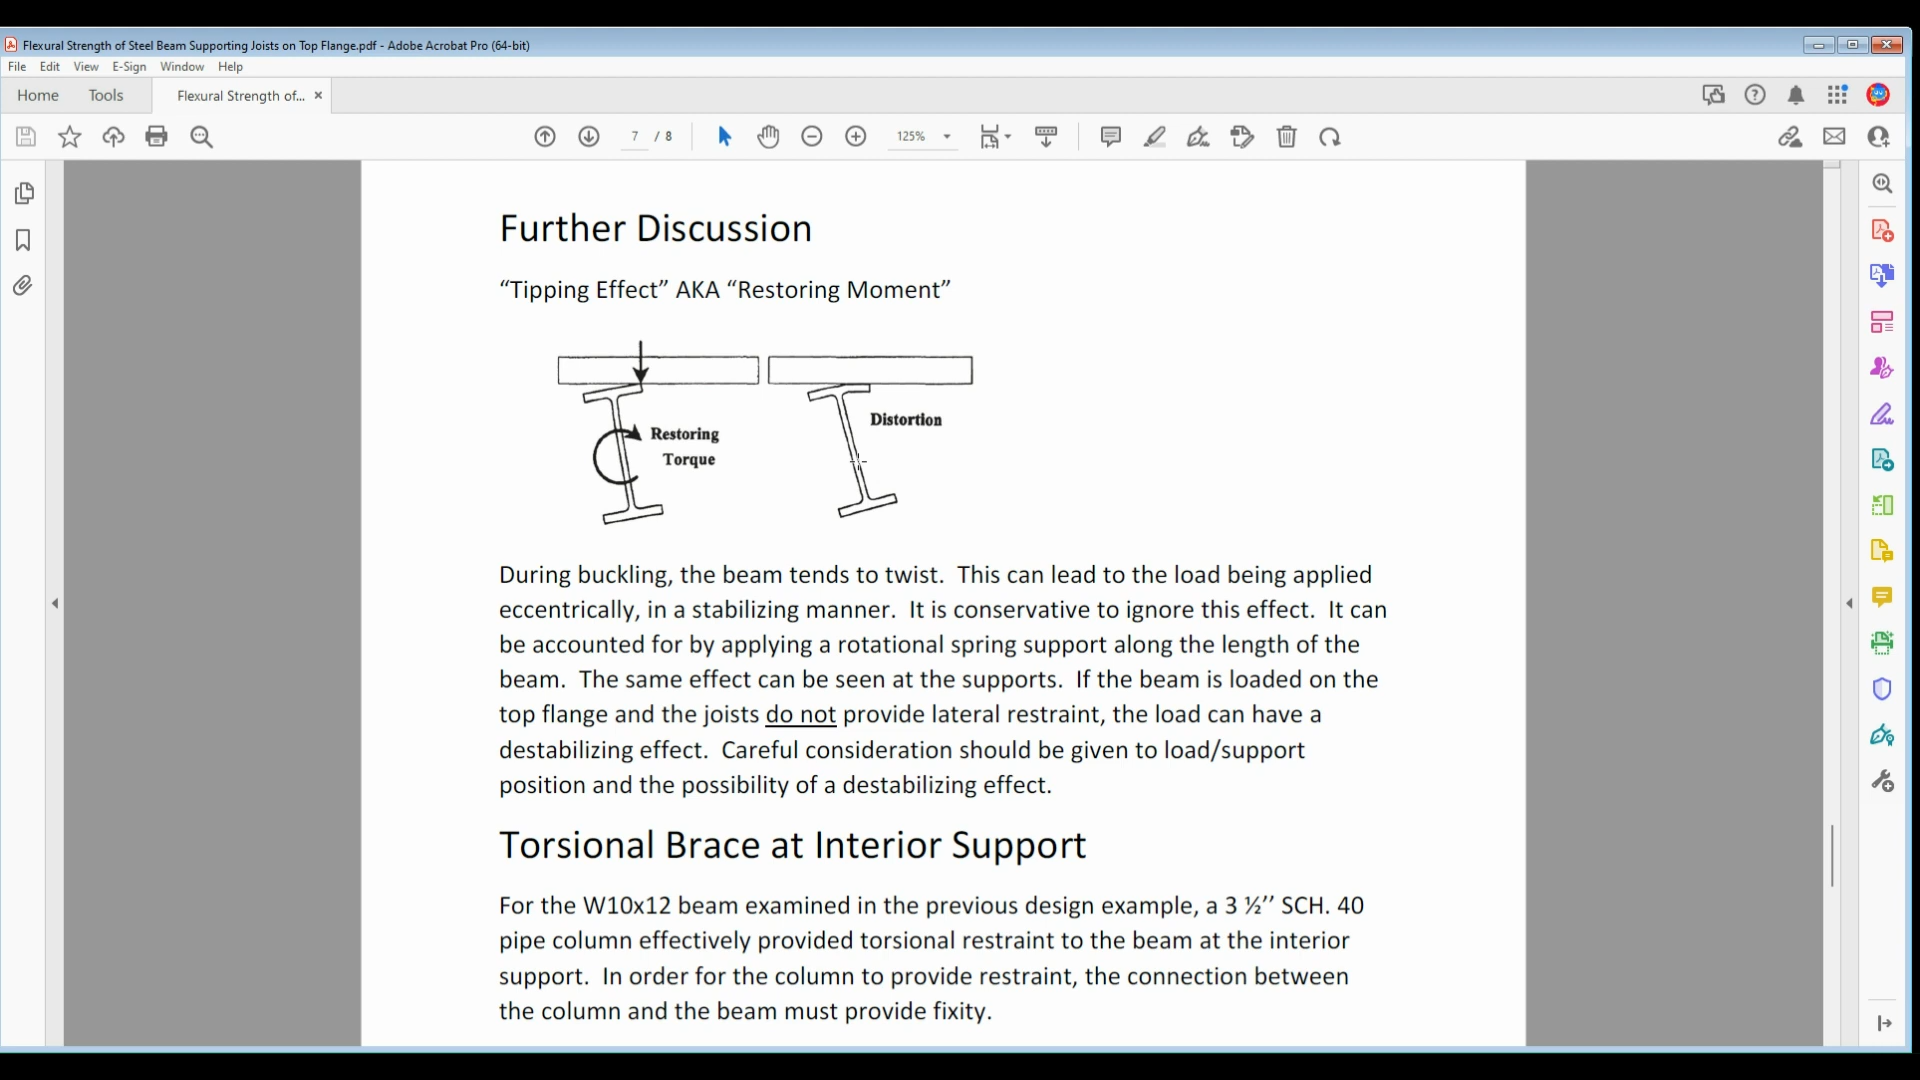 Flexural Strength of Steel Beam Supporting Joists on Top Flange.pdf - Adobe Acrobat Pro (64-bit)
File Edit View E-Sign Window Help
Home Tools Flexural Strength of... ×
7 / 8 125%
Further Discussion
“Tipping Effect” AKA “Restoring Moment”
Distortion
Restoring
Torque
During buckling, the beam tends to twist. This can lead to the load being applied
eccentrically, in a stabilizing manner. It is conservative to ignore this effect. It can
be accounted for by applying a rotational spring support along the length of the
beam. The same effect can be seen at the supports. If the beam is loaded on the
top flange and the joists do not provide lateral restraint, the load can have a
destabilizing effect. Careful consideration should be given to load/support
position and the possibility of a destabilizing effect.
Torsional Brace at Interior Support
For the W10x12 beam examined in the previous design example, a 3 ½’’ SCH. 40
pipe column effectively provided torsional restraint to the beam at the interior
support. In order for the column to provide restraint, the connection between
the column and the beam must provide fixity.